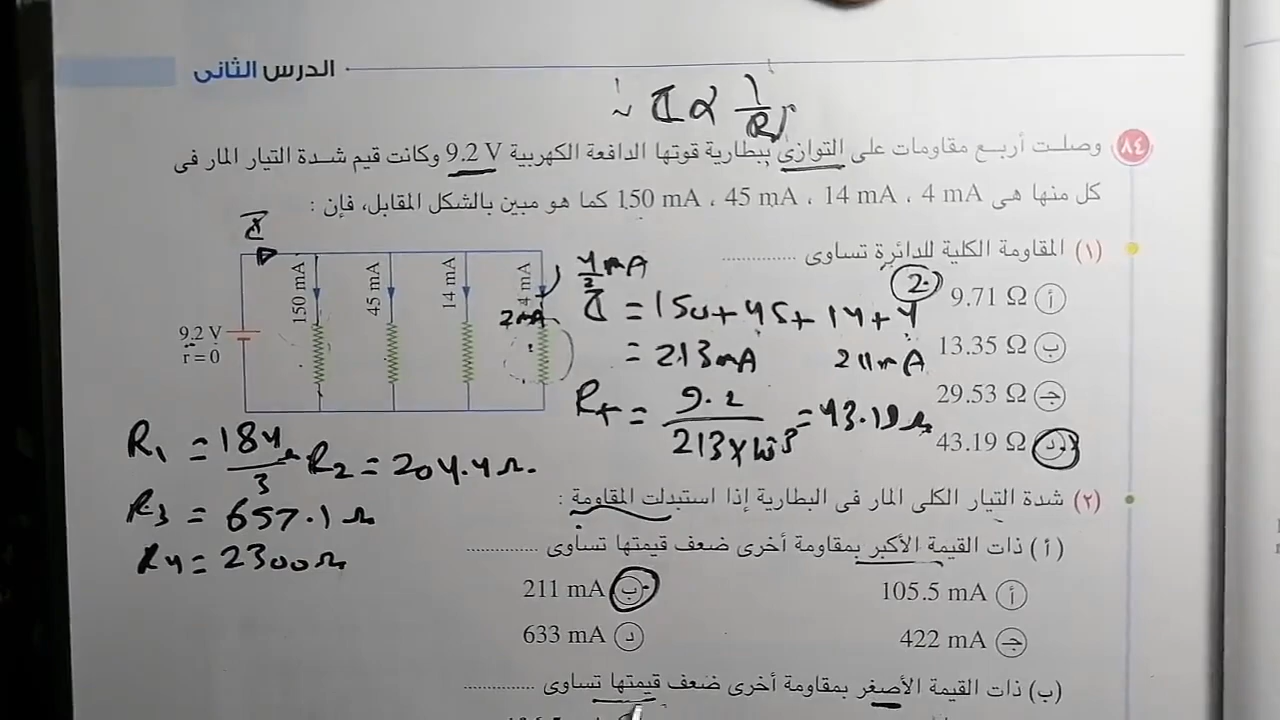 الدرس الثانى
∴ I ∝ 1/R
٨٤ وصلت أربع مقاومات على التوازى ببطارية قوتها الدافعة الكهربية 9.2 V وكانت قيم شدة التيار المار فى
كل منها هى 4 mA ، 14 mA ، 45 mA ، 150 mA كما هو مبين بالشكل المقابل، فإن :
(١) المقاومة الكلية للدائرة تساوى ..............
أ 9.71 Ω
ب 13.35 Ω
ج 29.53 Ω
د 43.19 Ω
I
150 mA
45 mA
14 mA
4 mA
9.2 V
r = 0
4/2 mA
2mA
2
I = 150 + 45 + 14 + 4
= 213mA 211mA
Rt = 9.2 / 213×10⁻³ = 43.19 Ω
R1 = 184/3 Ω R2 = 204.4 Ω.
R3 = 657.1 Ω
R4 = 2300 Ω
(٢) شدة التيار الكلى المار فى البطارية إذا استبدلت المقاومة :
(أ) ذات القيمة الأكبر بمقاومة أخرى ضعف قيمتها تساوى ..............
أ 105.5 mA
ب 211 mA
ج 422 mA
د 633 mA
(ب) ذات القيمة الأصغر بمقاومة أخرى ضعف قيمتها تساوى ..............